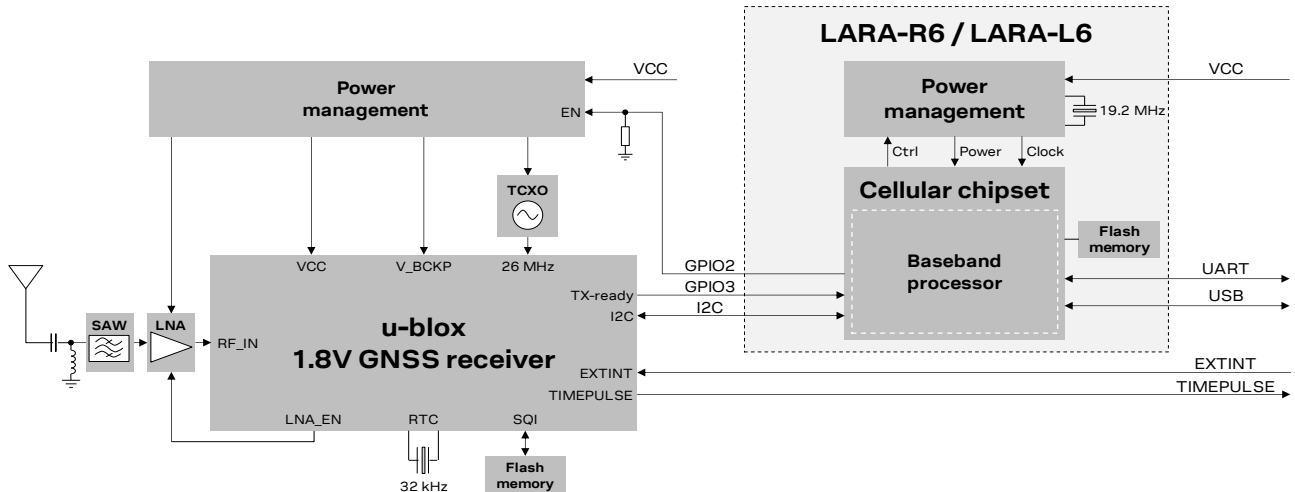 LARA-R6 / LARA-L6
VCC
VCC
Power
management
Power
management
EN
19.2 MHz
Ctrl
Power
Clock
TCXO
Cellular chipset
Flash
memory
VCC
V_BCKP
26 MHz
GPIO2
Baseband
processor
UART
TX-ready
GPIO3
USB
I2C
I2C
SAW
LNA
RF_IN
u-blox
1.8V GNSS receiver
EXTINT
EXTINT
TIMEPULSE
TIMEPULSE
LNA_EN
RTC
SQI
Flash
memory
32 kHz